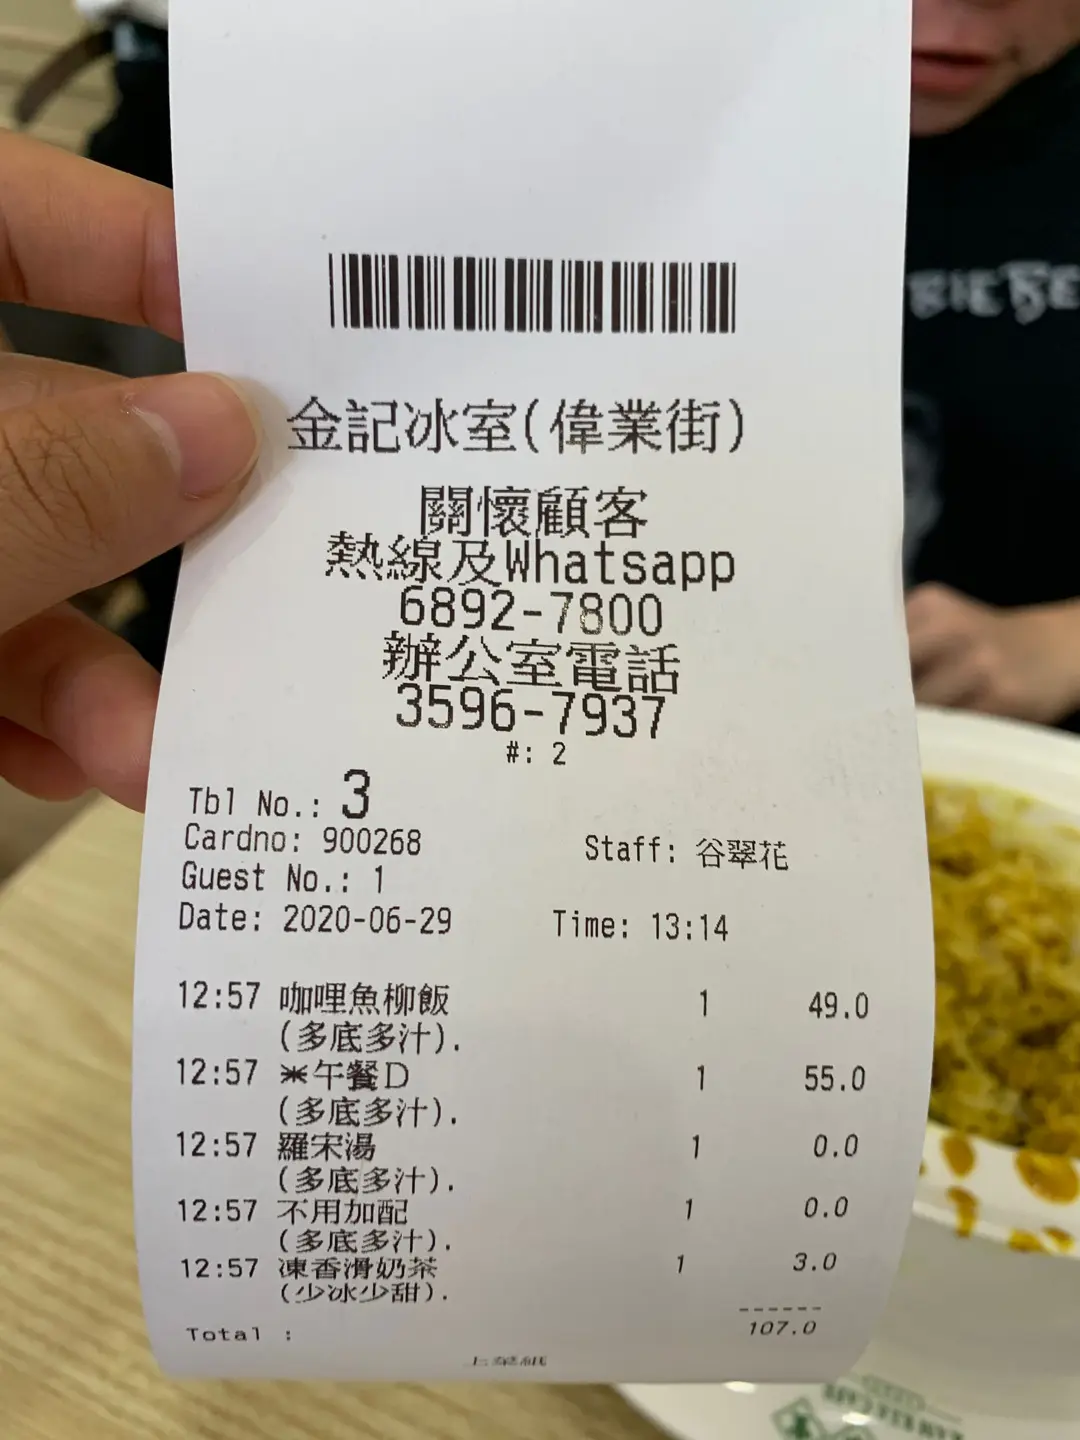 金記冰室(偉業街)
關懷顧客
熱線及Whatsapp
6892-7800
辦公室電話
3596-7937
#: 2
Tbl No.: 3
Cardno: 900268 Staff: 谷翠花
Guest No.: 1
Date: 2020-06-29 Time: 13:14
12:57 咖哩魚柳飯 1 49.0
(多底多汁).
12:57 *午餐D 1 55.0
(多底多汁).
12:57 羅宋湯 1 0.0
(多底多汁).
12:57 不用加配 1 0.0
(多底多汁).
12:57 凍香滑奶茶 1 3.0
(少冰少甜).
------
Total : 107.0
上菜紙